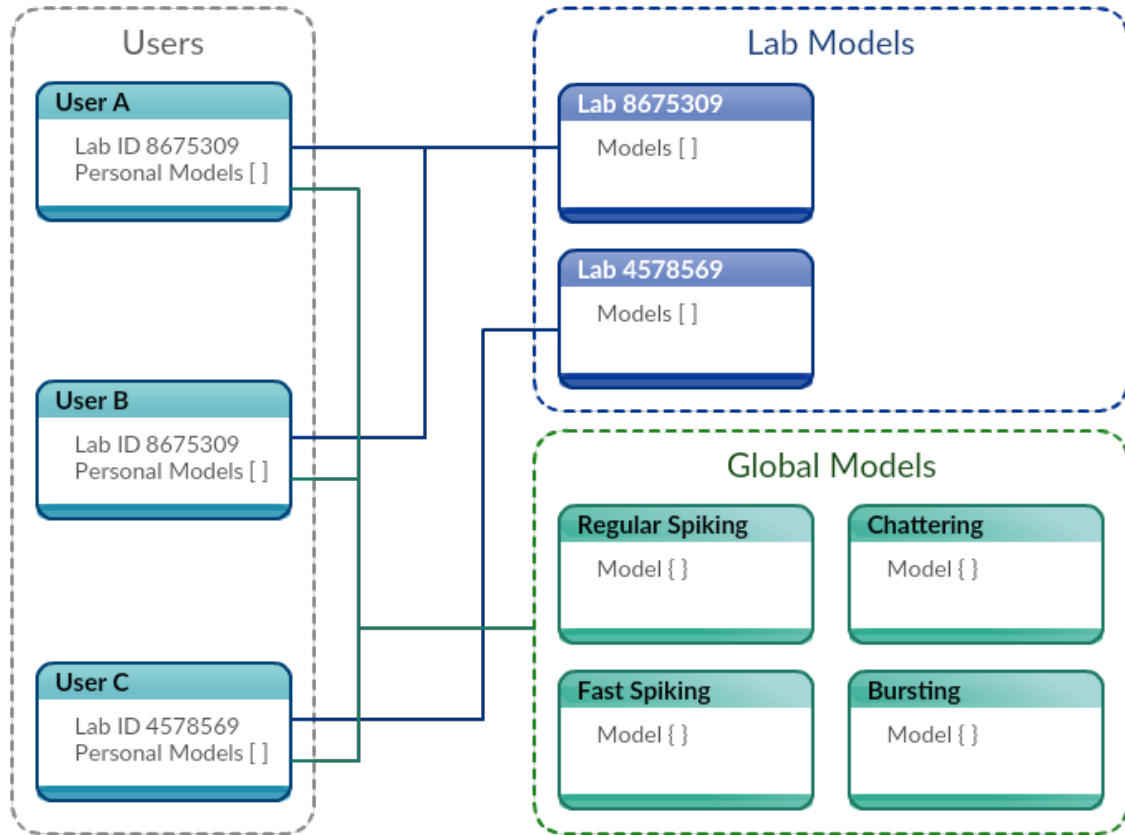 Users
User A
Lab ID 8675309
Personal Models [ ]
User B
Lab ID 8675309
Personal Models [ ]
User C
Lab ID 4578569
Personal Models [ ]
Lab Models
Lab 8675309
Models [ ]
Lab 4578569
Models [ ]
Global Models
Regular Spiking
Model { }
Chattering
Model { }
Fast Spiking
Model { }
Bursting
Model { }